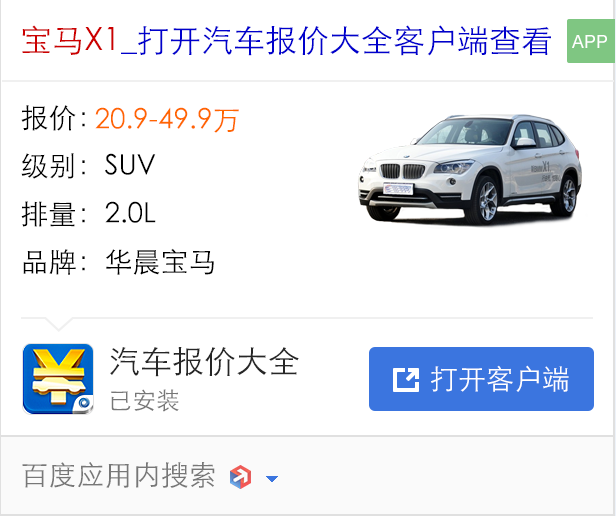 宝马X1_打开汽车报价大全客户端查看 APP
报价：20.9-49.9万
级别：SUV
排量：2.0L
品牌：华晨宝马
汽车报价大全
已安装
打开客户端
百度应用内搜索